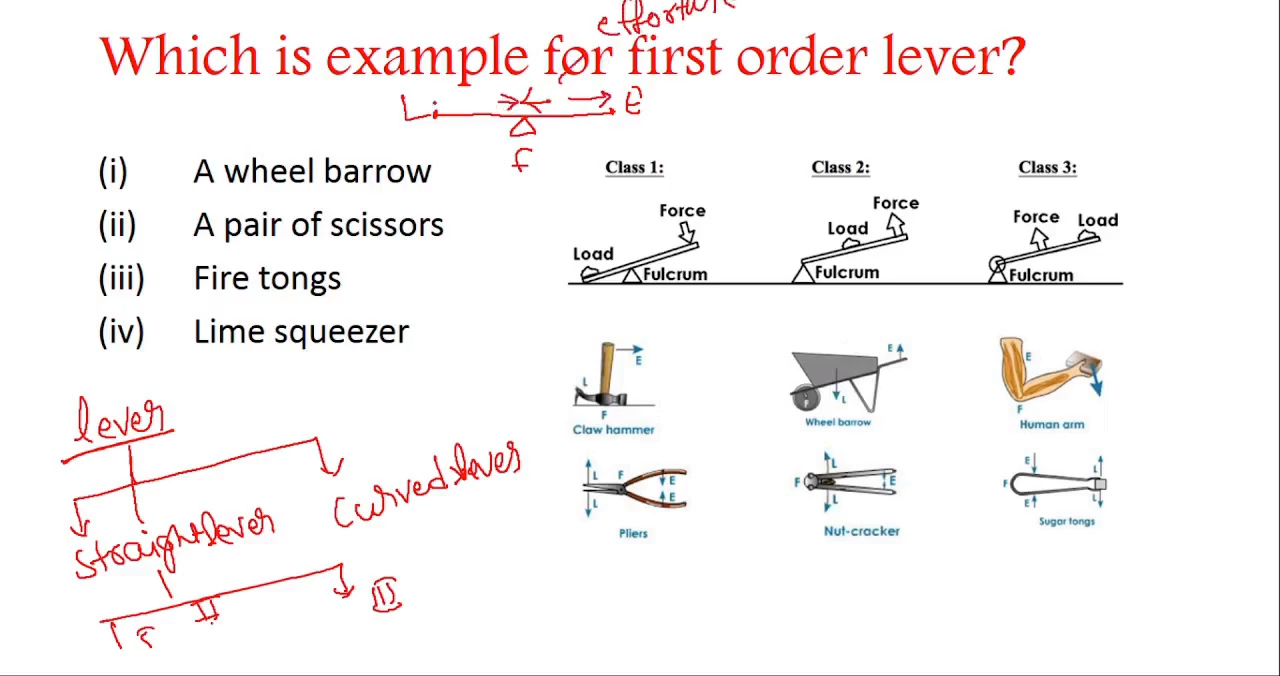 Which is example for first order lever?
L E
F
(i) A wheel barrow
(ii) A pair of scissors
(iii) Fire tongs
(iv) Lime squeezer
Class 1: Class 2: Class 3:
Force Force Force Load
Load Load
Fulcrum Fulcrum Fulcrum
E E E
L L
F F F
Claw hammer Wheel barrow Human arm
L F E L E L
L E F E F
L E L
Pliers Nut-cracker Sugar tongs
lever
straight lever curved lever
I II III